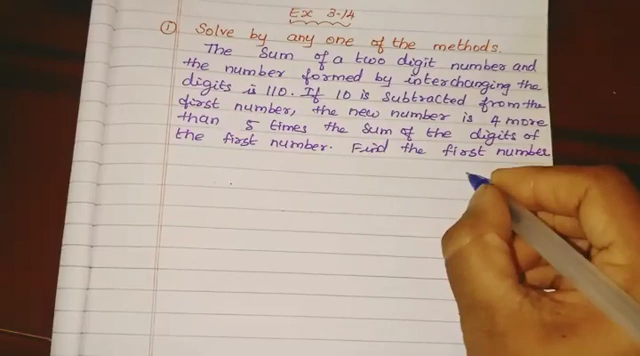 Ex 3.14
① Solve by any one of the methods.
The Sum of a two digit number and
the number formed by interchanging the
digits is 110. If 10 is subtracted from the
first number, the new number is 4 more
than 5 times the sum of the digits of
the first number. Find the first number